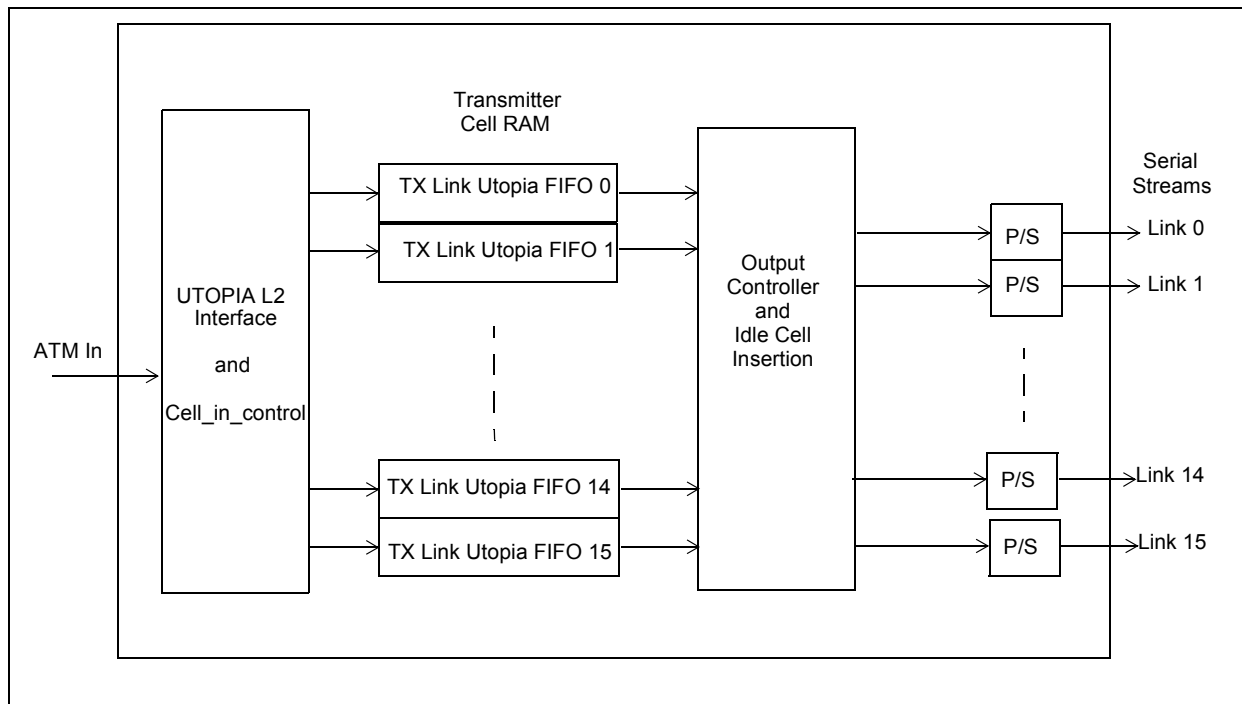 Transmitter
Cell RAM
Serial
Streams
TX Link Utopia FIFO 0
TX Link Utopia FIFO 1
P/S
Link 0
P/S
Link 1
UTOPIA L2
Interface
and
Cell_in_control
Output
Controller
and
Idle Cell
Insertion
ATM In
TX Link Utopia FIFO 14
TX Link Utopia FIFO 15
P/S
Link 14
P/S
Link 15